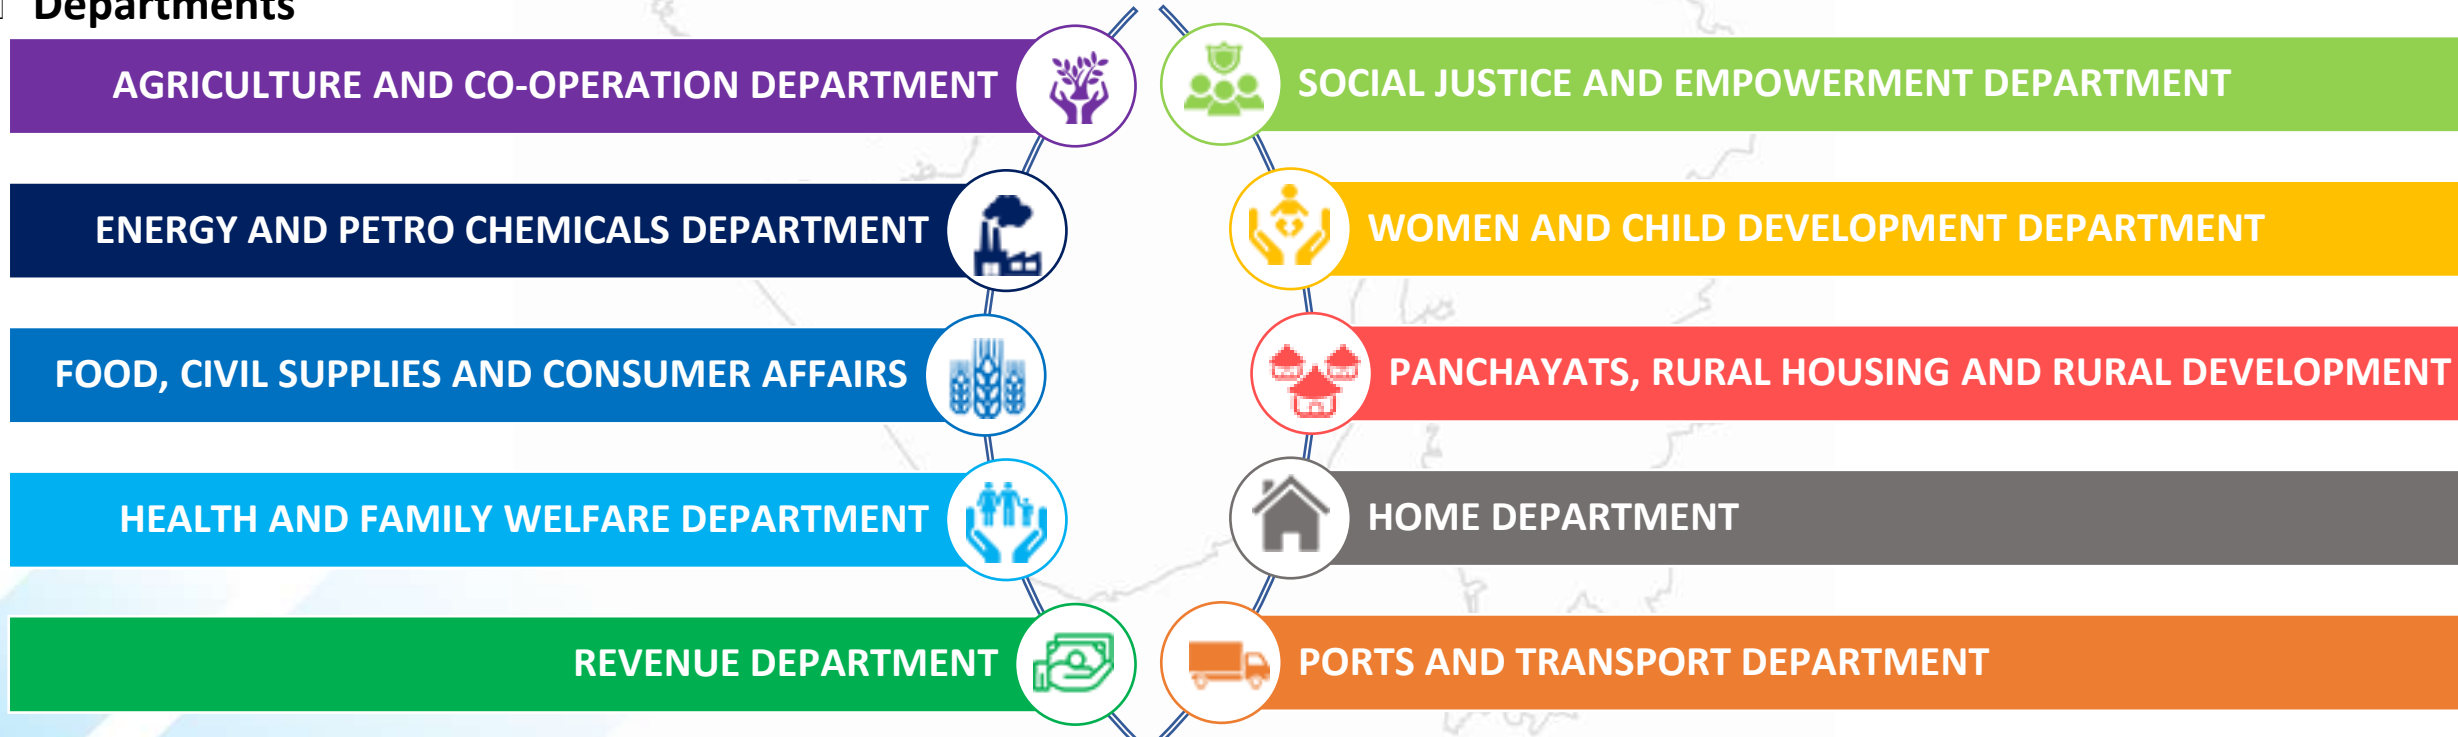 Departments
AGRICULTURE AND CO-OPERATION DEPARTMENT
ENERGY AND PETRO CHEMICALS DEPARTMENT
FOOD, CIVIL SUPPLIES AND CONSUMER AFFAIRS
HEALTH AND FAMILY WELFARE DEPARTMENT
REVENUE DEPARTMENT
SOCIAL JUSTICE AND EMPOWERMENT DEPARTMENT
WOMEN AND CHILD DEVELOPMENT DEPARTMENT
PANCHAYATS, RURAL HOUSING AND RURAL DEVELOPMENT
HOME DEPARTMENT
PORTS AND TRANSPORT DEPARTMENT